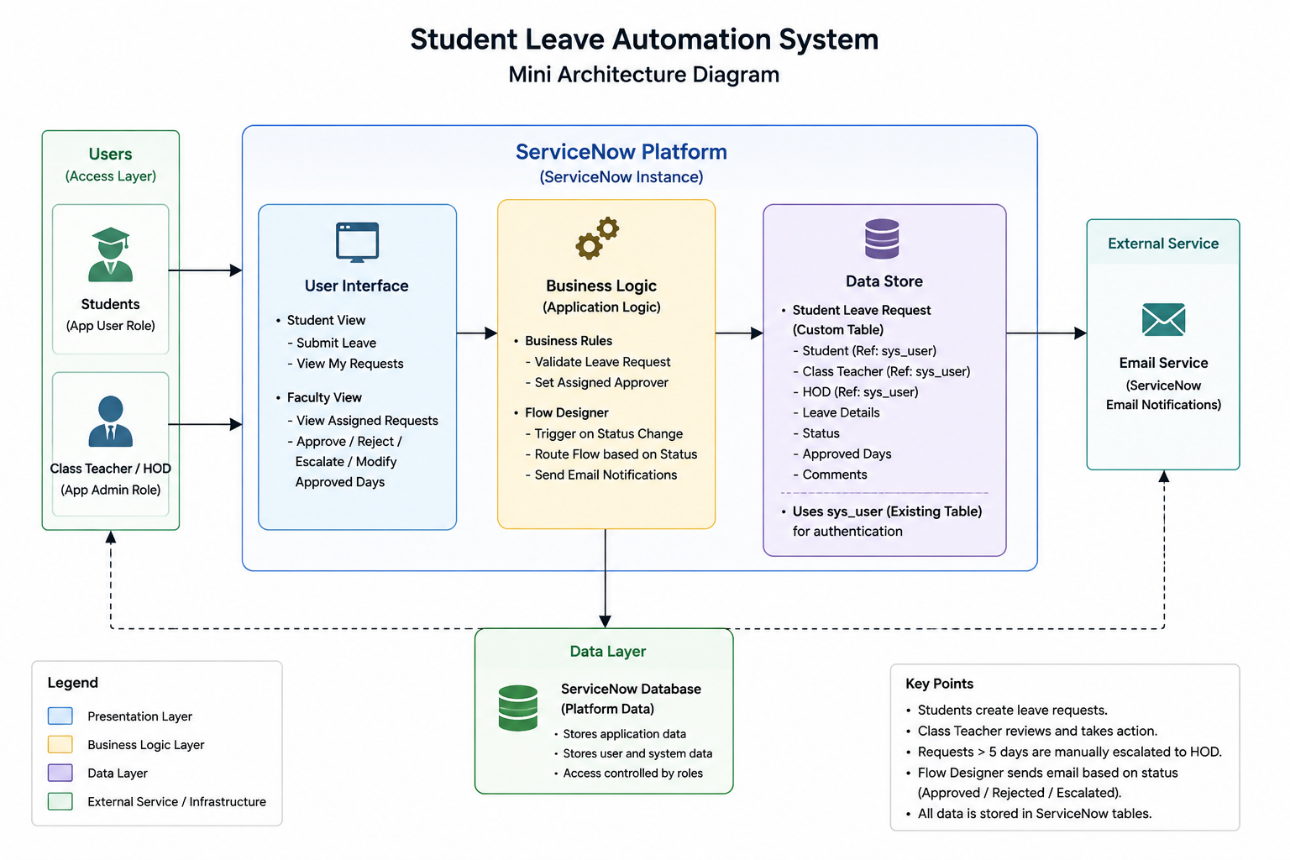 Student Leave Automation System
Mini Architecture Diagram
Users
(Access Layer)
Students
(App User Role)
Class Teacher / HOD
(App Admin Role)
ServiceNow Platform
(ServiceNow Instance)
User Interface
• Student View
- Submit Leave
- View My Requests
• Faculty View
- View Assigned Requests
- Approve / Reject /
Escalate / Modify
Approved Days
Business Logic
(Application Logic)
• Business Rules
- Validate Leave Request
- Set Assigned Approver
• Flow Designer
- Trigger on Status Change
- Route Flow based on Status
- Send Email Notifications
Data Store
• Student Leave Request
(Custom Table)
- Student (Ref: sys_user)
- Class Teacher (Ref: sys_user)
- HOD (Ref: sys_user)
- Leave Details
- Status
- Approved Days
- Comments
• Uses sys_user (Existing Table)
for authentication
External Service
Email Service
(ServiceNow
Email Notifications)
Data Layer
ServiceNow Database
(Platform Data)
• Stores application data
• Stores user and system data
• Access controlled by roles
Legend
Presentation Layer
Business Logic Layer
Data Layer
External Service / Infrastructure
Key Points
• Students create leave requests.
• Class Teacher reviews and takes action.
• Requests > 5 days are manually escalated to HOD.
• Flow Designer sends email based on status
(Approved / Rejected / Escalated).
• All data is stored in ServiceNow tables.